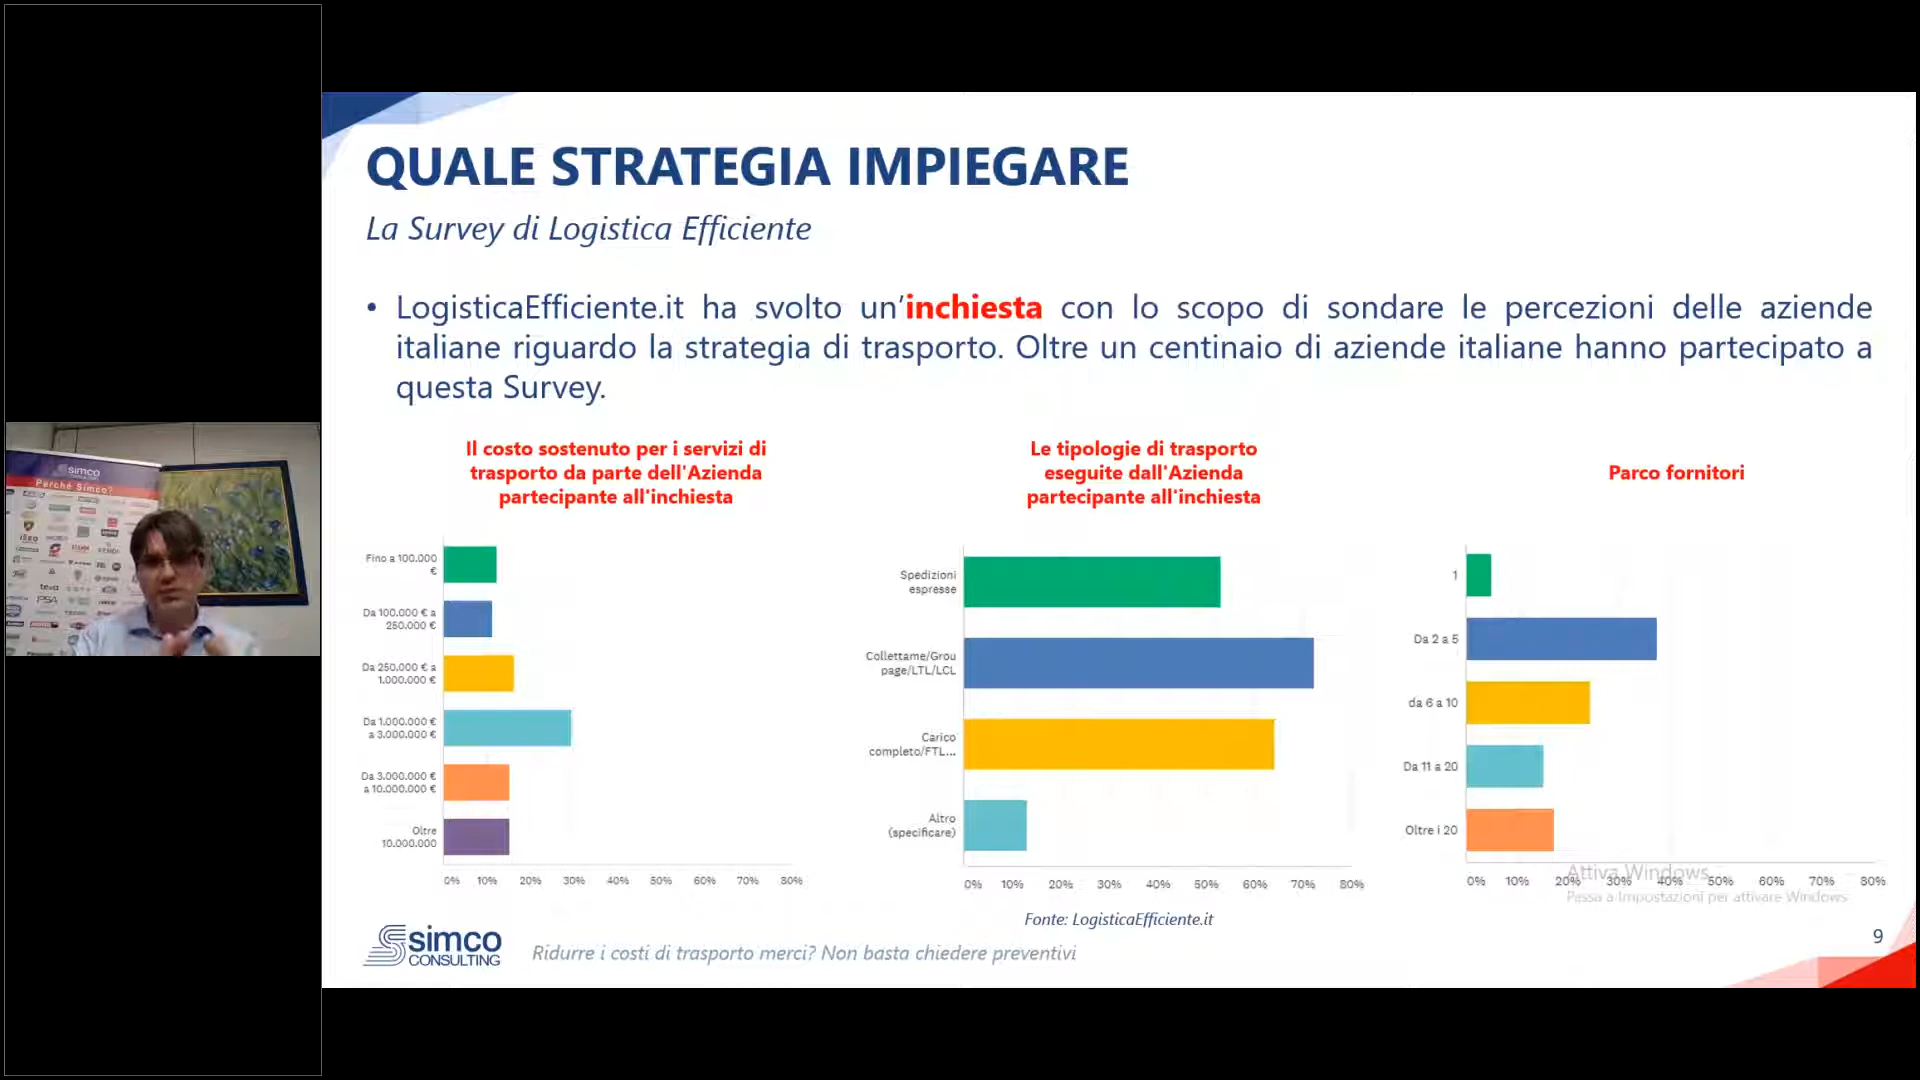 QUALE STRATEGIA IMPIEGARE
La Survey di Logistica Efficiente
• LogisticaEfficiente.it ha svolto un'inchiesta con lo scopo di sondare le percezioni delle aziende
italiane riguardo la strategia di trasporto. Oltre un centinaio di aziende italiane hanno partecipato a
questa Survey.
Il costo sostenuto per i servizi di
trasporto da parte dell'Azienda
partecipante all'inchiesta
Fino a 100.000
€
Da 100.000 € a
250.000 €
Da 250.000 € a
1.000.000 €
Da 1.000.000 €
a 3.000.000 €
Da 3.000.000 €
a 10.000.000 €
Oltre
10.000.000
0% 10% 20% 30% 40% 50% 60% 70% 80%
Le tipologie di trasporto
eseguite dall'Azienda
partecipante all'inchiesta
Spedizioni
espresse
Collettame/Grou
page/LTL/LCL
Carico
completo/FTL...
Altro
(specificare)
0% 10% 20% 30% 40% 50% 60% 70% 80%
Parco fornitori
1
Da 2 a 5
da 6 a 10
Da 11 a 20
Oltre i 20
0% 10% 20% 30% 40% 50% 60% 70% 80%
Attiva Windows
Passa a Impostazioni per attivare Windows.
Fonte: LogisticaEfficiente.it
simco
CONSULTING
Ridurre i costi di trasporto merci? Non basta chiedere preventivi
9
simco
Perché Simco?